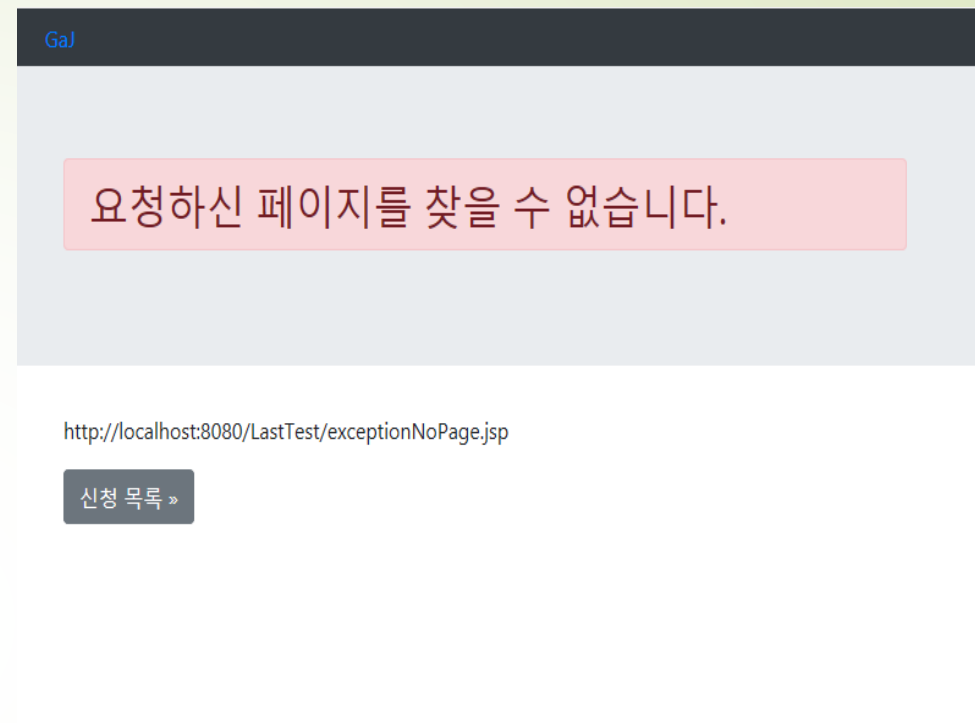 GaJ
요청하신 페이지를 찾을 수 없습니다.
http://localhost:8080/LastTest/exceptionNoPage.jsp
신청 목록 »